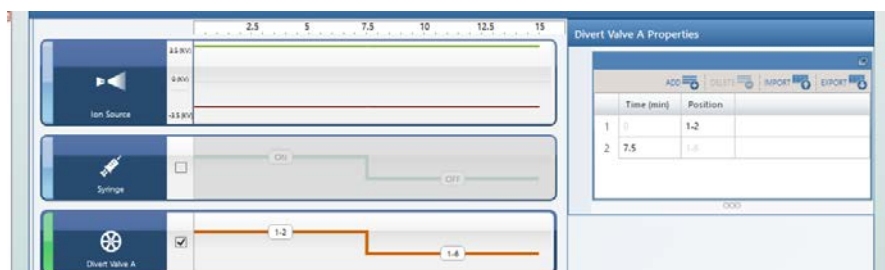 2.5 5 7.5 10 12.5 15
Divert Valve A Properties
3.5 (KV)
0 (KV)
-3.5 (KV)
Ion Source
ADD DELETE IMPORT EXPORT
Time (min) Position
1 0 1-2
2 7.5 1-6
ON
OFF
Syringe
1-2
1-6
Divert Valve A